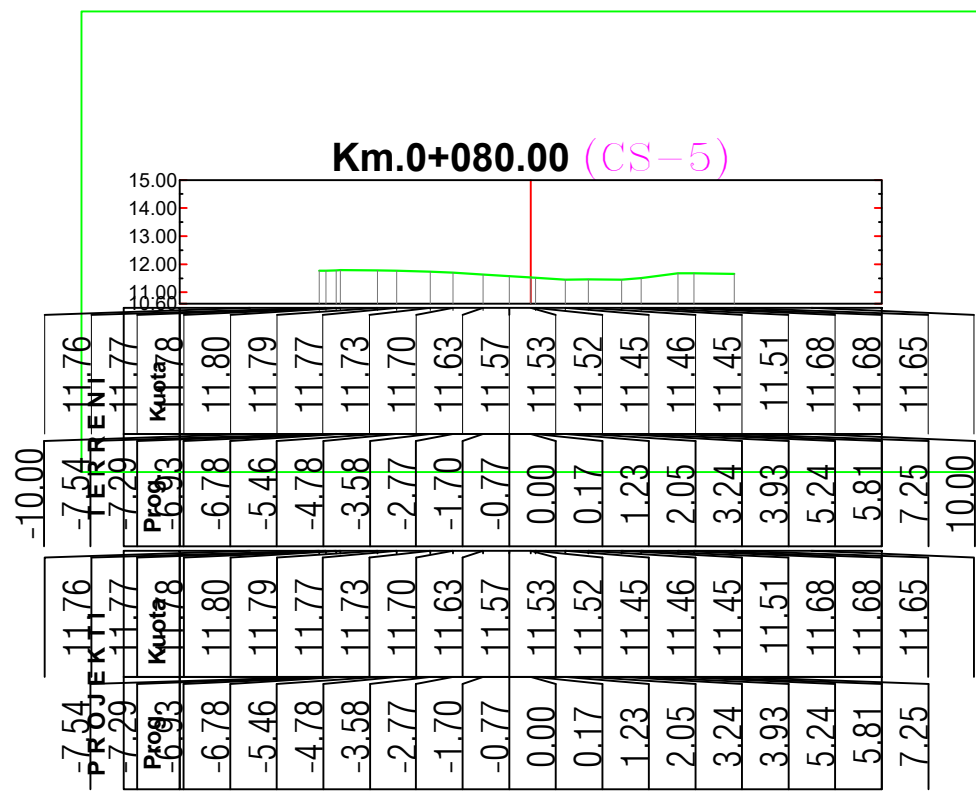 Km.0+080.00 (CS-5)
15.00
14.00
13.00
12.00
11.00
10.60
TERRENI
Kuota
11.76 11.77 11.78 11.80 11.79 11.77 11.73 11.70 11.63 11.57 11.53 11.52 11.45 11.46 11.45 11.51 11.68 11.68 11.65
Prog.
-10.00 -7.54 -7.29 -6.93 -6.78 -5.46 -4.78 -3.58 -2.77 -1.70 -0.77 0.00 0.17 1.23 2.05 3.24 3.93 5.24 5.81 7.25 10.00
PROJEKTI
Kuota
11.76 11.77 11.78 11.80 11.79 11.77 11.73 11.70 11.63 11.57 11.53 11.52 11.45 11.46 11.45 11.51 11.68 11.68 11.65
Prog.
-7.54 -7.29 -6.93 -6.78 -5.46 -4.78 -3.58 -2.77 -1.70 -0.77 0.00 0.17 1.23 2.05 3.24 3.93 5.24 5.81 7.25